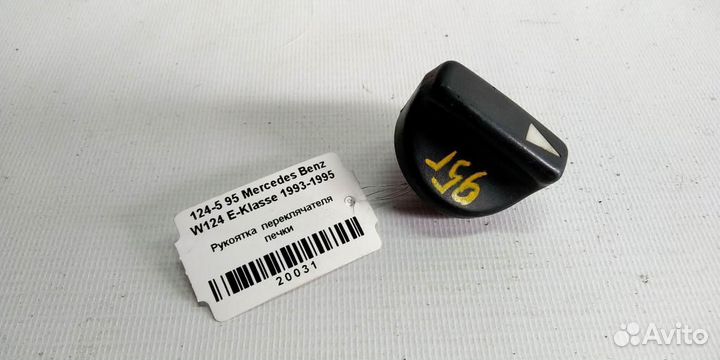 124-5 95 Mercedes Benz
W124 E-Klasse 1993-1995
Рукоятка переключателя
печки
20031
95г
Avito